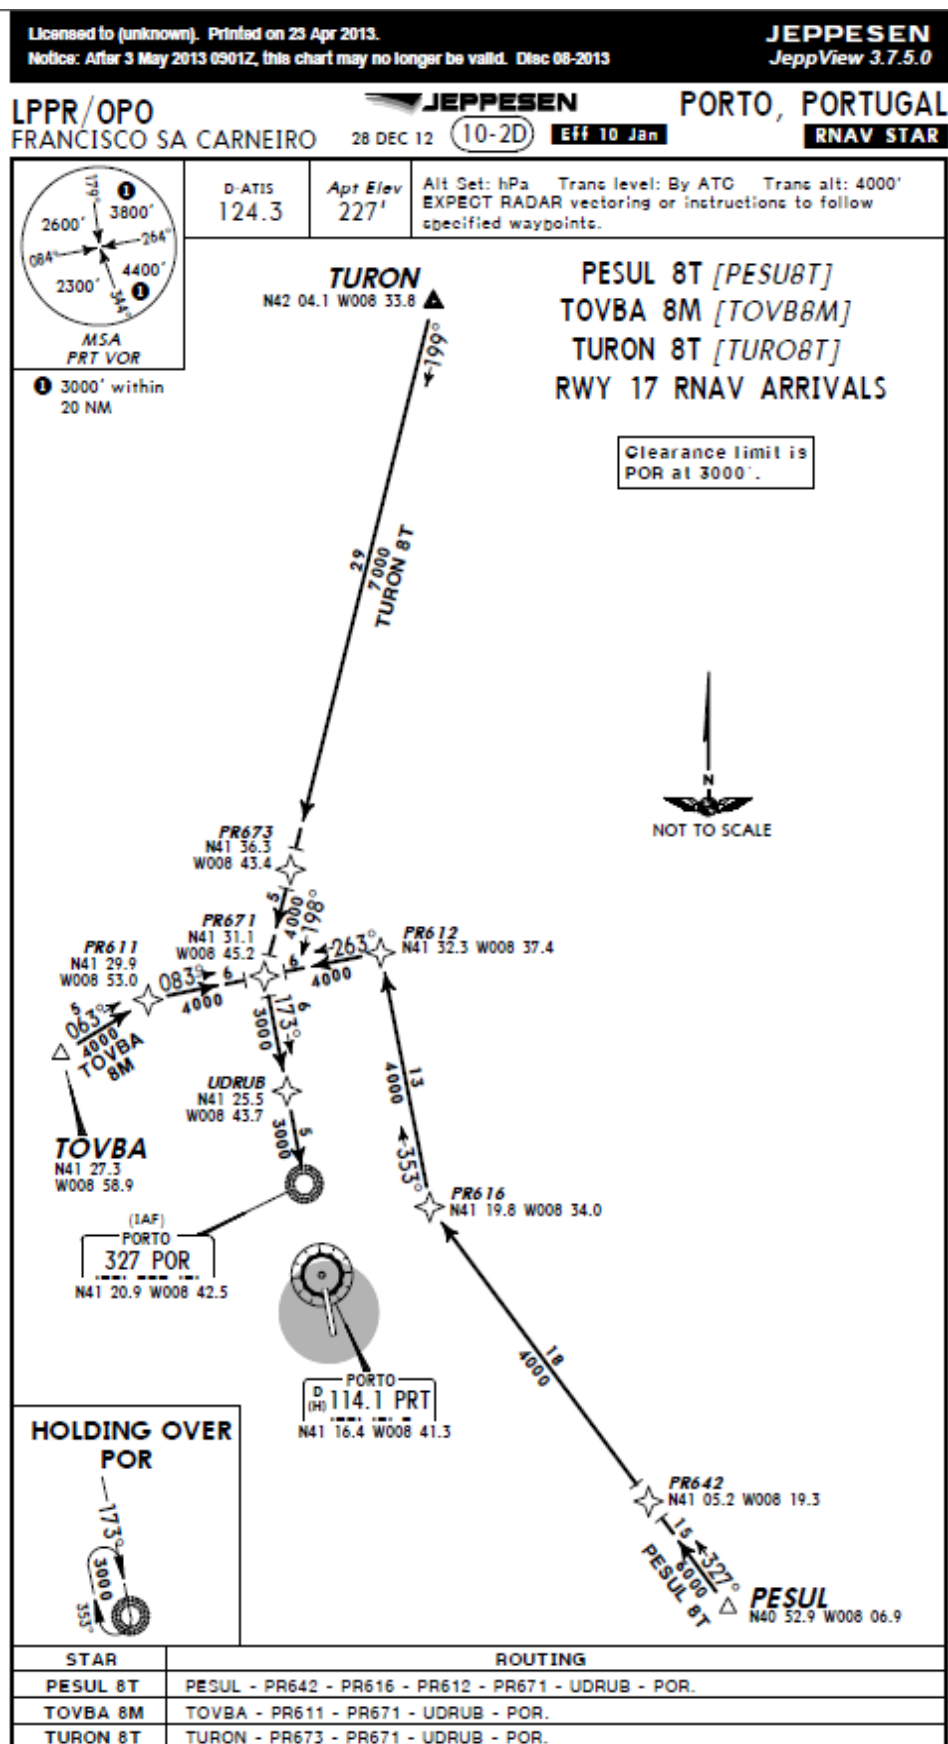 Licensed to (unknown). Printed on 23 Apr 2013.
Notice: After 3 May 2013 0901Z, this chart may no longer be valid. Disc 08-2013
JEPPESEN
JeppView 3.7.5.0
LPPR/OPO
FRANCISCO SA CARNEIRO
JEPPESEN
28 DEC 12
10-2D
Eff 10 Jan
PORTO, PORTUGAL
RNAV STAR
179°
1
3800'
2600'
264°
084°
4400'
2300'
344°
1
MSA
PRT VOR
D-ATIS
124.3
Apt Elev
227'
Alt Set: hPa Trans level: By ATC Trans alt: 4000'
EXPECT RADAR vectoring or instructions to follow
specified waypoints.
1 3000' within
20 NM
TURON
N42 04.1 W008 33.8
PESUL 8T [PESU8T]
TOVBA 8M [TOVB8M]
TURON 8T [TURO8T]
RWY 17 RNAV ARRIVALS
Clearance limit is
POR at 3000'.
199°
29
7000
TURON 8T
N
NOT TO SCALE
PR673
N41 36.3
W008 43.4
5
4000
198°
PR671
N41 31.1
W008 45.2
PR612
N41 32.3 W008 37.4
263°
6
4000
PR611
N41 29.9
W008 53.0
083°
6
4000
5
063°
4000
TOVBA
8M
6
173°
3000
13
4000
UDRUB
N41 25.5
W008 43.7
5
3000
TOVBA
N41 27.3
W008 58.9
353°
PR616
N41 19.8 W008 34.0
(IAF)
PORTO
327 POR
N41 20.9 W008 42.5
18
4000
PORTO
D
(H) 114.1 PRT
N41 16.4 W008 41.3
HOLDING OVER
POR
173°
3000
353°
PR642
N41 05.2 W008 19.3
15
327°
6000
PESUL 8T
PESUL
N40 52.9 W008 06.9
STAR ROUTING
PESUL 8T PESUL - PR642 - PR616 - PR612 - PR671 - UDRUB - POR.
TOVBA 8M TOVBA - PR611 - PR671 - UDRUB - POR.
TURON 8T TURON - PR673 - PR671 - UDRUB - POR.